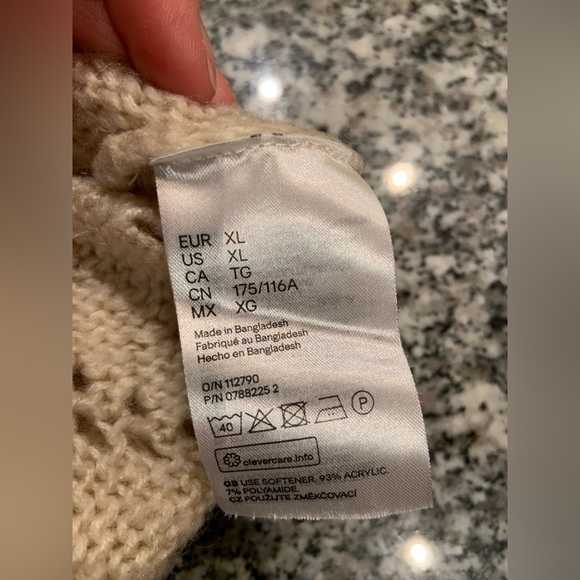 EUR XL
US XL
CA TG
CN 175/116A
MX XG
Made in Bangladesh
Fabriqué au Bangladesh
Hecho en Bangladesh
O/N 112790
P/N 0788225 2
40 P
clevercare.info
GB USE SOFTENER. 93% ACRYLIC.
7% POLYAMIDE.
CZ POUŽIJTE ZMĚKČOVACÍ